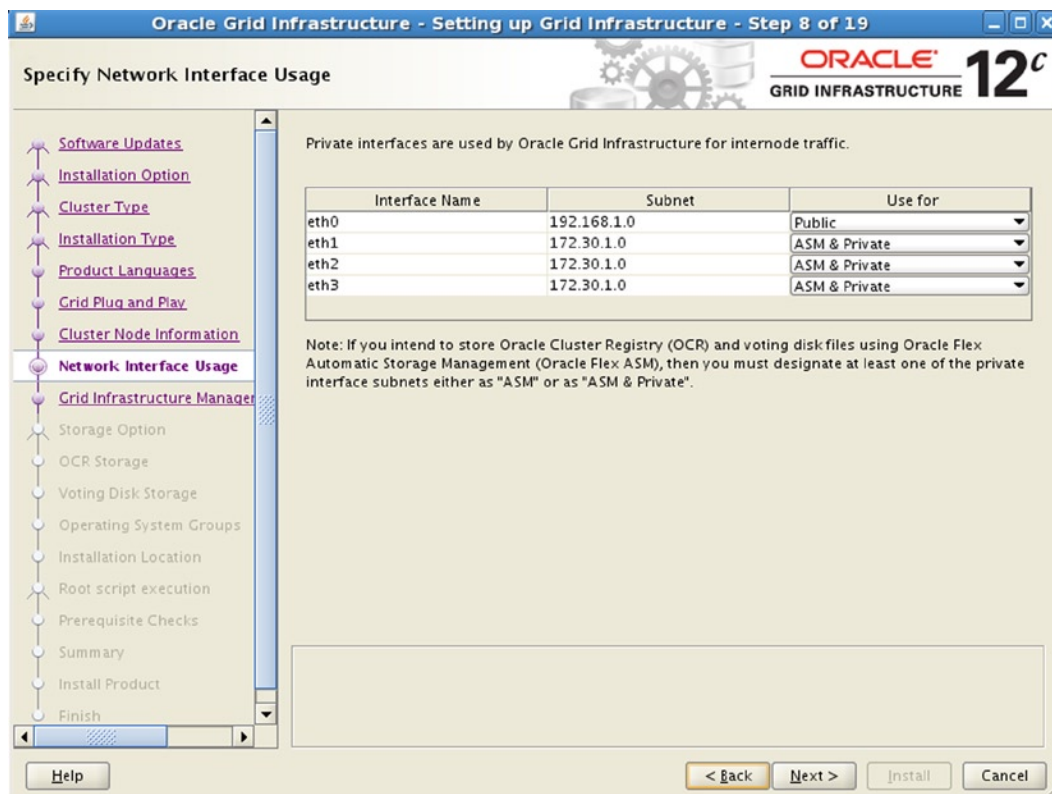 Oracle Grid Infrastructure - Setting up Grid Infrastructure - Step 8 of 19
Specify Network Interface Usage
ORACLE
GRID INFRASTRUCTURE
12c
Software Updates
Installation Option
Cluster Type
Installation Type
Product Languages
Grid Plug and Play
Cluster Node Information
Network Interface Usage
Grid Infrastructure Manager
Storage Option
OCR Storage
Voting Disk Storage
Operating System Groups
Installation Location
Root script execution
Prerequisite Checks
Summary
Install Product
Finish
Private interfaces are used by Oracle Grid Infrastructure for internode traffic.
Interface Name Subnet Use for
eth0 192.168.1.0 Public
eth1 172.30.1.0 ASM & Private
eth2 172.30.1.0 ASM & Private
eth3 172.30.1.0 ASM & Private
Note: If you intend to store Oracle Cluster Registry (OCR) and voting disk files using Oracle Flex
Automatic Storage Management (Oracle Flex ASM), then you must designate at least one of the private
interface subnets either as "ASM" or as "ASM & Private".
Help
< Back
Next >
Install
Cancel